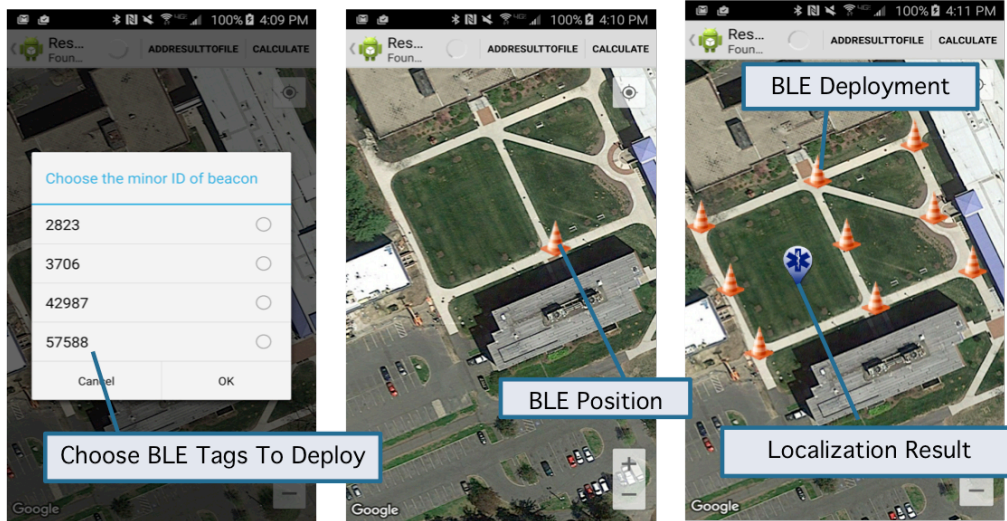 100% 4:09 PM
Res...
Foun...
ADDRESULTTOFILE CALCULATE
Choose the minor ID of beacon
2823
3706
42987
57588
Cancel OK
Choose BLE Tags To Deploy
Google
100% 4:10 PM
Res...
Foun...
ADDRESULTTOFILE CALCULATE
BLE Position
+
−
Google
100% 4:11 PM
Res...
Foun...
ADDRESULTTOFILE CALCULATE
BLE Deployment
Localization Result
Google